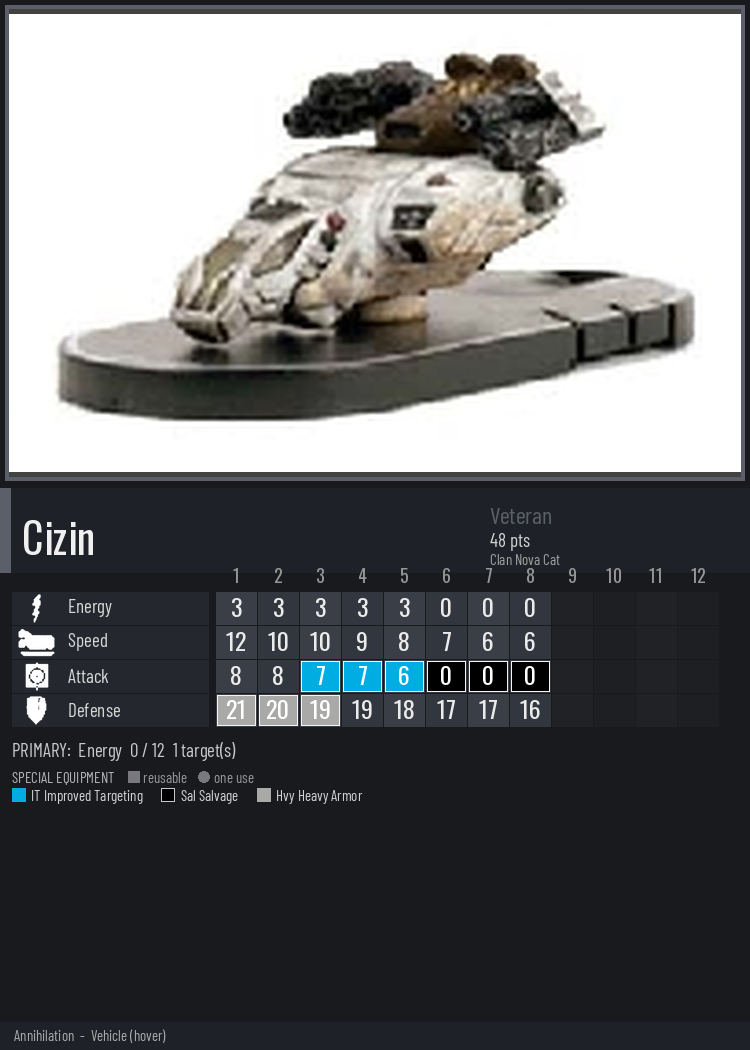 Cizin
Veteran
48 pts
Clan Nova Cat
1 2 3 4 5 6 7 8 9 10 11 12
Energy 3 3 3 3 3 0 0 0
Speed 12 10 10 9 8 7 6 6
Attack 8 8 7 7 6 0 0 0
Defense 21 20 19 19 18 17 17 16
PRIMARY: Energy 0 / 12 1 target(s)
SPECIAL EQUIPMENT reusable one use
IT Improved Targeting Sal Salvage Hvy Heavy Armor
Annihilation - Vehicle (hover)